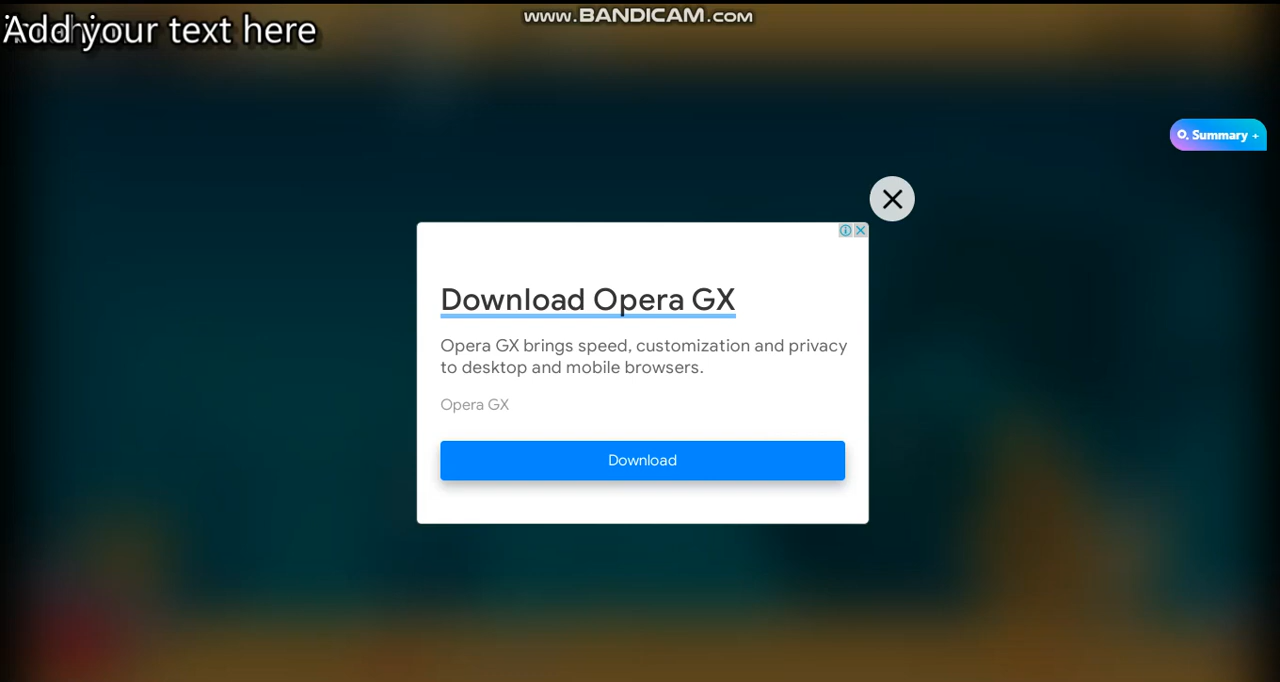 www.BANDICAM.com
Add your text here
Summary +
Download Opera GX
Opera GX brings speed, customization and privacy
to desktop and mobile browsers.
Opera GX
Download